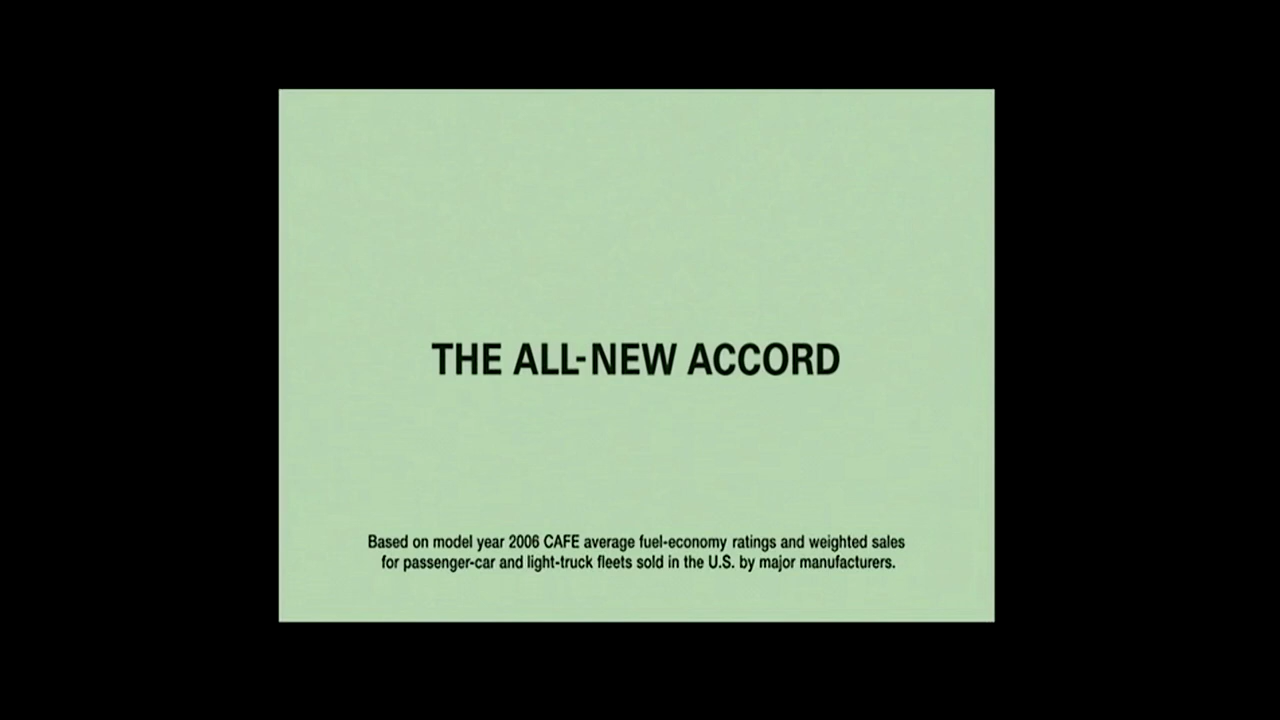 THE ALL-NEW ACCORD
Based on model year 2006 CAFE average fuel-economy ratings and weighted sales
for passenger-car and light-truck fleets sold in the U.S. by major manufacturers.